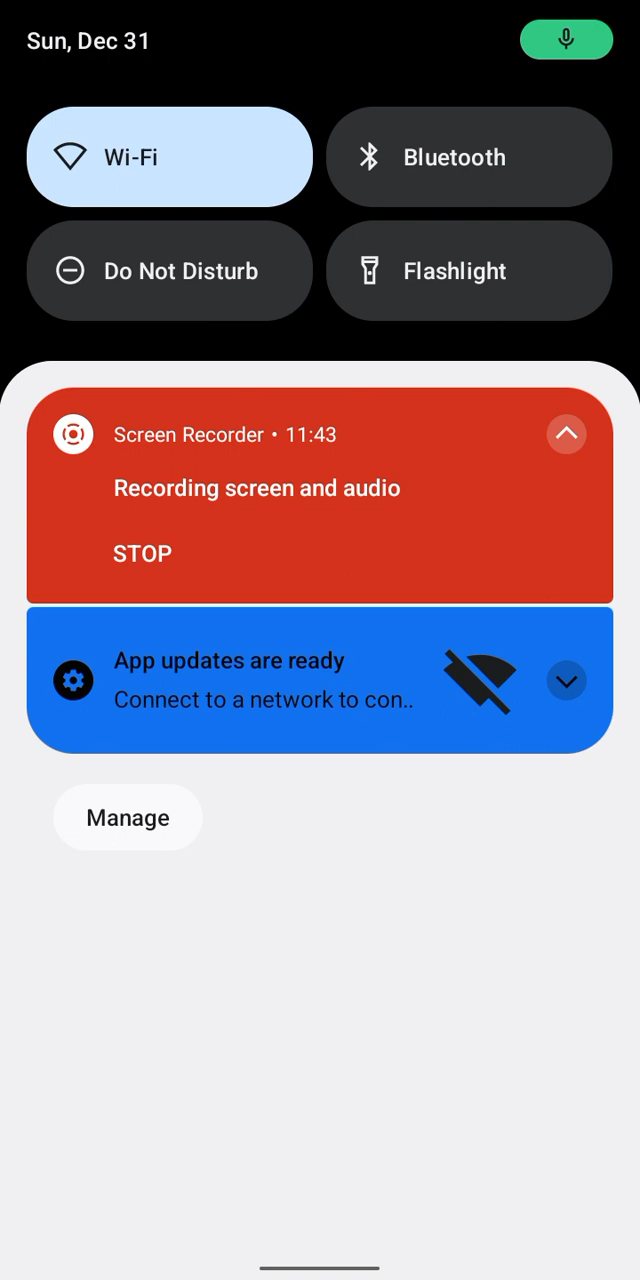 Sun, Dec 31
Wi-Fi
Bluetooth
Do Not Disturb
Flashlight
Screen Recorder • 11:43
Recording screen and audio
STOP
App updates are ready
Connect to a network to con..
Manage